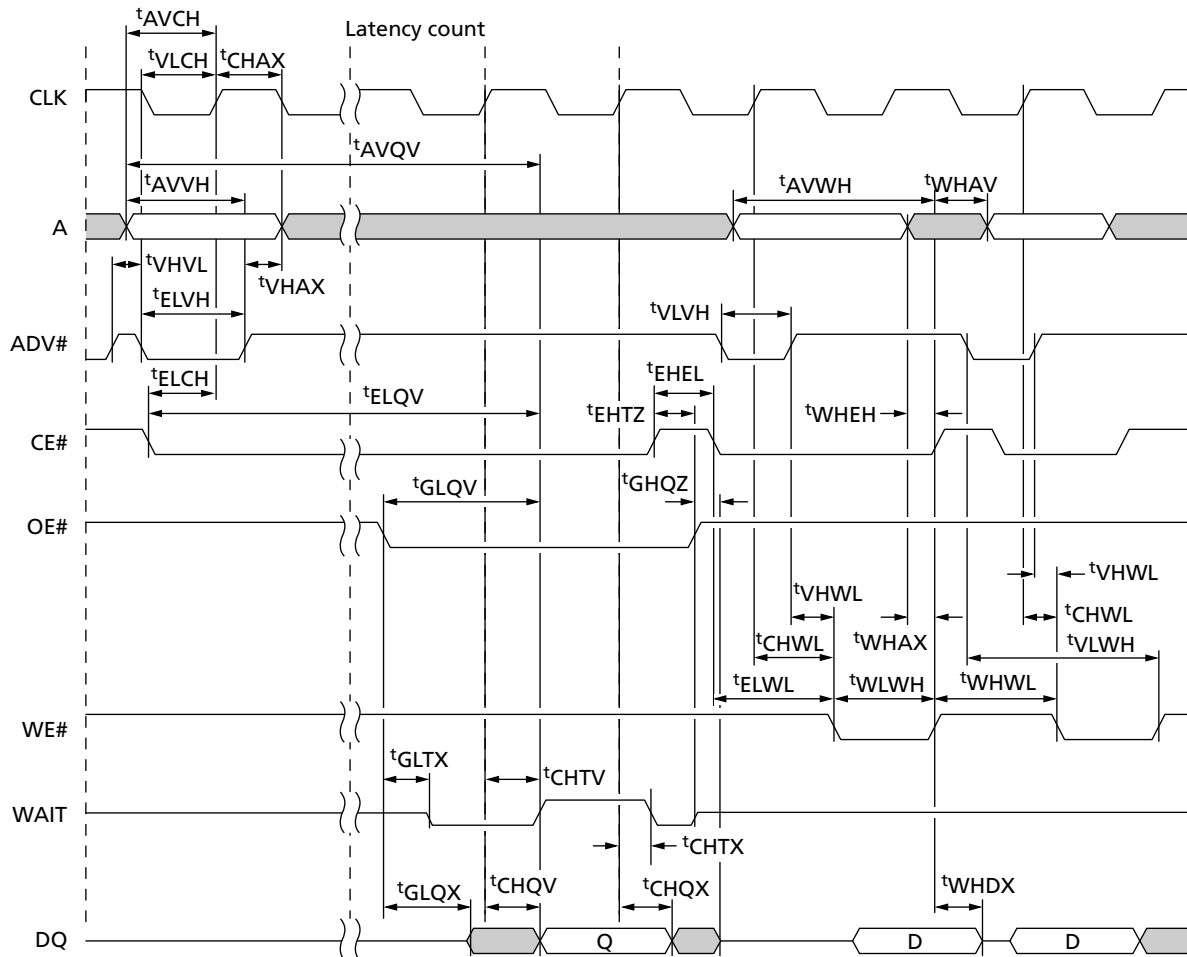 tAVCH
Latency count
tVLCH tCHAX
CLK
tAVQV
tAVVH
tAVWH tWHAV
A
tVHVL
tVHAX
tELVH
tVLVH
ADV#
tELCH
tELQV
tEHEL
tEHTZ
tWHEH
CE#
tGLQV
tGHQZ
OE#
tVHWL
tVHWL
tCHWL
tCHWL
tWHAX
tVLWH
tELWL tWLWH tWHWL
WE#
tGLTX
tCHTV
WAIT
tCHTX
tGLQX tCHQV tCHQX tWHDX
DQ
Q D D